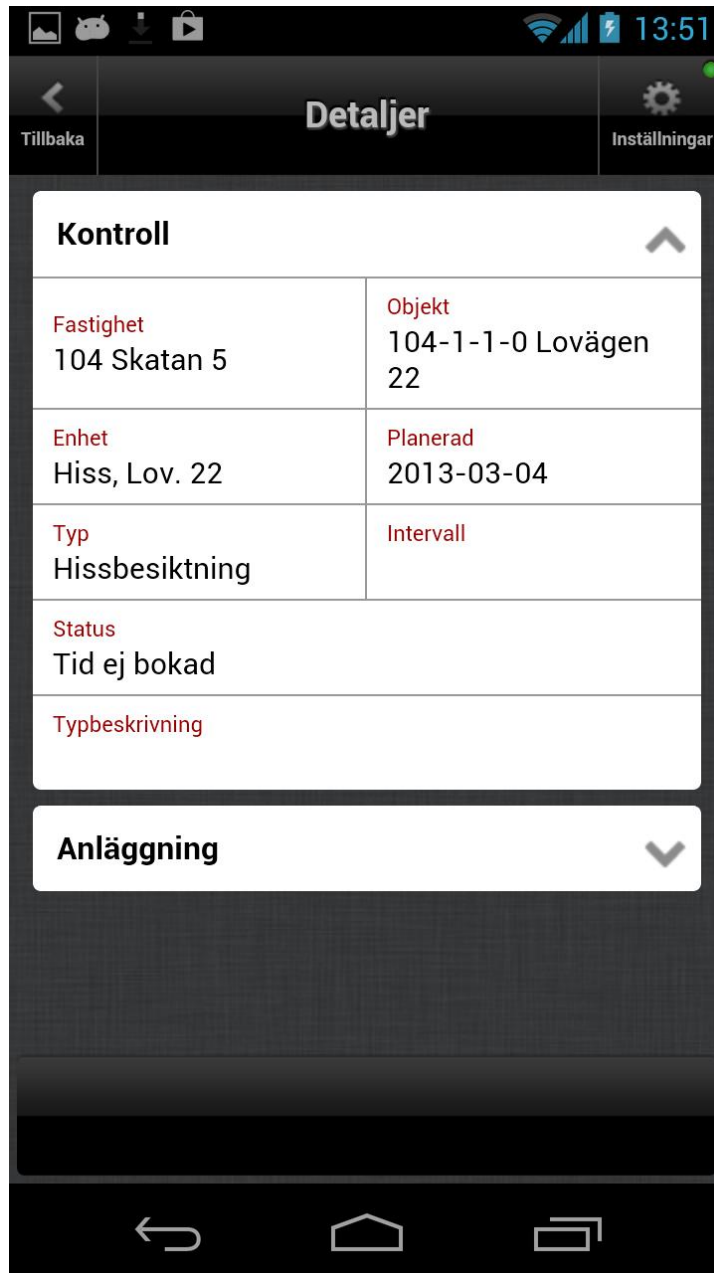 13:51
Tillbaka
Detaljer
Inställningar
Kontroll
Fastighet
104 Skatan 5
Objekt
104-1-1-0 Lovägen
22
Enhet
Hiss, Lov. 22
Planerad
2013-03-04
Typ
Hissbesiktning
Intervall
Status
Tid ej bokad
Typbeskrivning
Anläggning